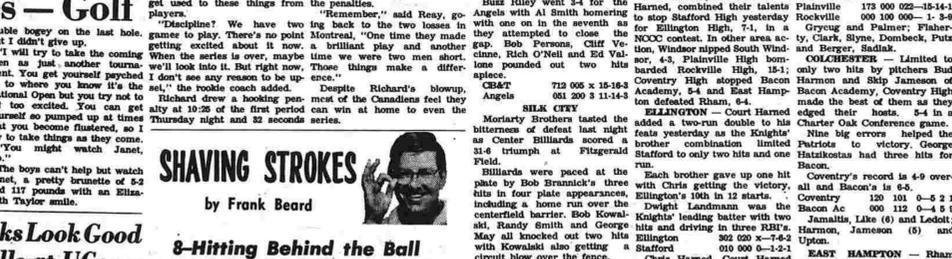 s — Golf
uble bogey on the last hole.
t I didn't give up.
"I will try to take the coming
en as just another tourna-
ent. You get yourself psyched
to where you know it's the
ational Open but you try not to
too excited. You can get
urself so pumped up at times
at you become flustered, so I
y to take things as they come.
"You might watch Janet,
The boys can't help but watch
net, a pretty brunette of 5-2
d 117 pounds with an Eliza-
th Taylor smile.
ks Look Good
get used to these things from
players.
"Discipline? We have two
games to play. There's no point
getting excited about it now.
When the series is over, maybe
we'll look into it. But right now,
I don't see any reason to be up-
set," the rookie coach added.
Richard drew a hooking pen-
alty at 10:25 of the first period
Thursday night and 32 seconds
the penalties.
"Remember," said Reay, go-
ing back to the two losses in
Montreal, "One time they made
a brilliant play and another
time we were two men short.
Those things make a differ-
ence."
Despite Richard's blowup,
most of the Canadiens feel they
can win at home to even the
series.
SHAVING STROKES
by Frank Beard
8–Hitting Behind the Ball
Buzz Riley went 3-4 for the
Angels with Al Smith homering
with one on in the seventh as
they attempted to close the
gap. Bob Persona, Cliff Ve-
cinne, Rich O'Neil and Ed Val-
lone pounded out two hits
apiece.
CB&T 712 005 x 15-16-3
Angels 051 200 3 11-14-3
SILK CITY
Moriarty Brothers tasted the
bitterness of defeat last night
as Center Billiards scored a
31-6 triumph at Fitzgerald
Field.
Billiards were paced at the
plate by Bob Brannick's three
hits in four plate appearances,
including a home run over the
centerfield barrier. Bob Kowal-
ski, Randy Smith and George
May all knocked out two hits
with Kowalski also getting a
circuit blow over the fence.
Harned, combined their talents
to stop Stafford High yesterday
for Ellington High, 7-1, in a
NCCC contest. In other area ac-
tion, Windsor nipped South Wind-
sor, 4-3, Plainville High bom-
barded Rockville High, 15-1;
Coventry High stopped Bacon
Academy, 5-4 and East Hamp-
ton defeated Rham, 6-4.
ELLINGTON — Court Harned
added a two-run double to his
feats yesterday as the Knights'
brother combination limited
Stafford to only two hits and one
run.
Each brother gave up one hit
with Chris getting the victory,
Ellington's 10th in 12 starts.
Dwight Landmann was the
Knights' leading batter with two
hits and driving in three RBI's.
Ellington 302 020 x—7-6-2
Stafford 010 000 0—1-2-1
Plainville 173 000 022—15-14-1
Rockville 000 100 000— 1-
Grycug and Palmer; Flaher-
ty, Clark, Slyne, Dombeck, Putz
and Berger, Sadlak.
COLCHESTER — Limited to
only two hits by pitchers Bud
Harmon and Skip Jameson of
Bacon Academy, Coventry High
made the best of them as they
edged their hosts, 5-4 in a
Charter Oak Conference game.
Nine big errors helped the
Patriots to victory. George
Hatzikostas had three hits for
Bacon.
Coventry's record is 4-9 over-
all and Bacon's is 6-5.
Coventry 120 101 0—5 2
Bacon Ac 000 112 0—4 5
Jamaitis, Like (6) and Ledoit;
Harmon, Jameson (5) and
Upton.
EAST HAMPTON — Rham